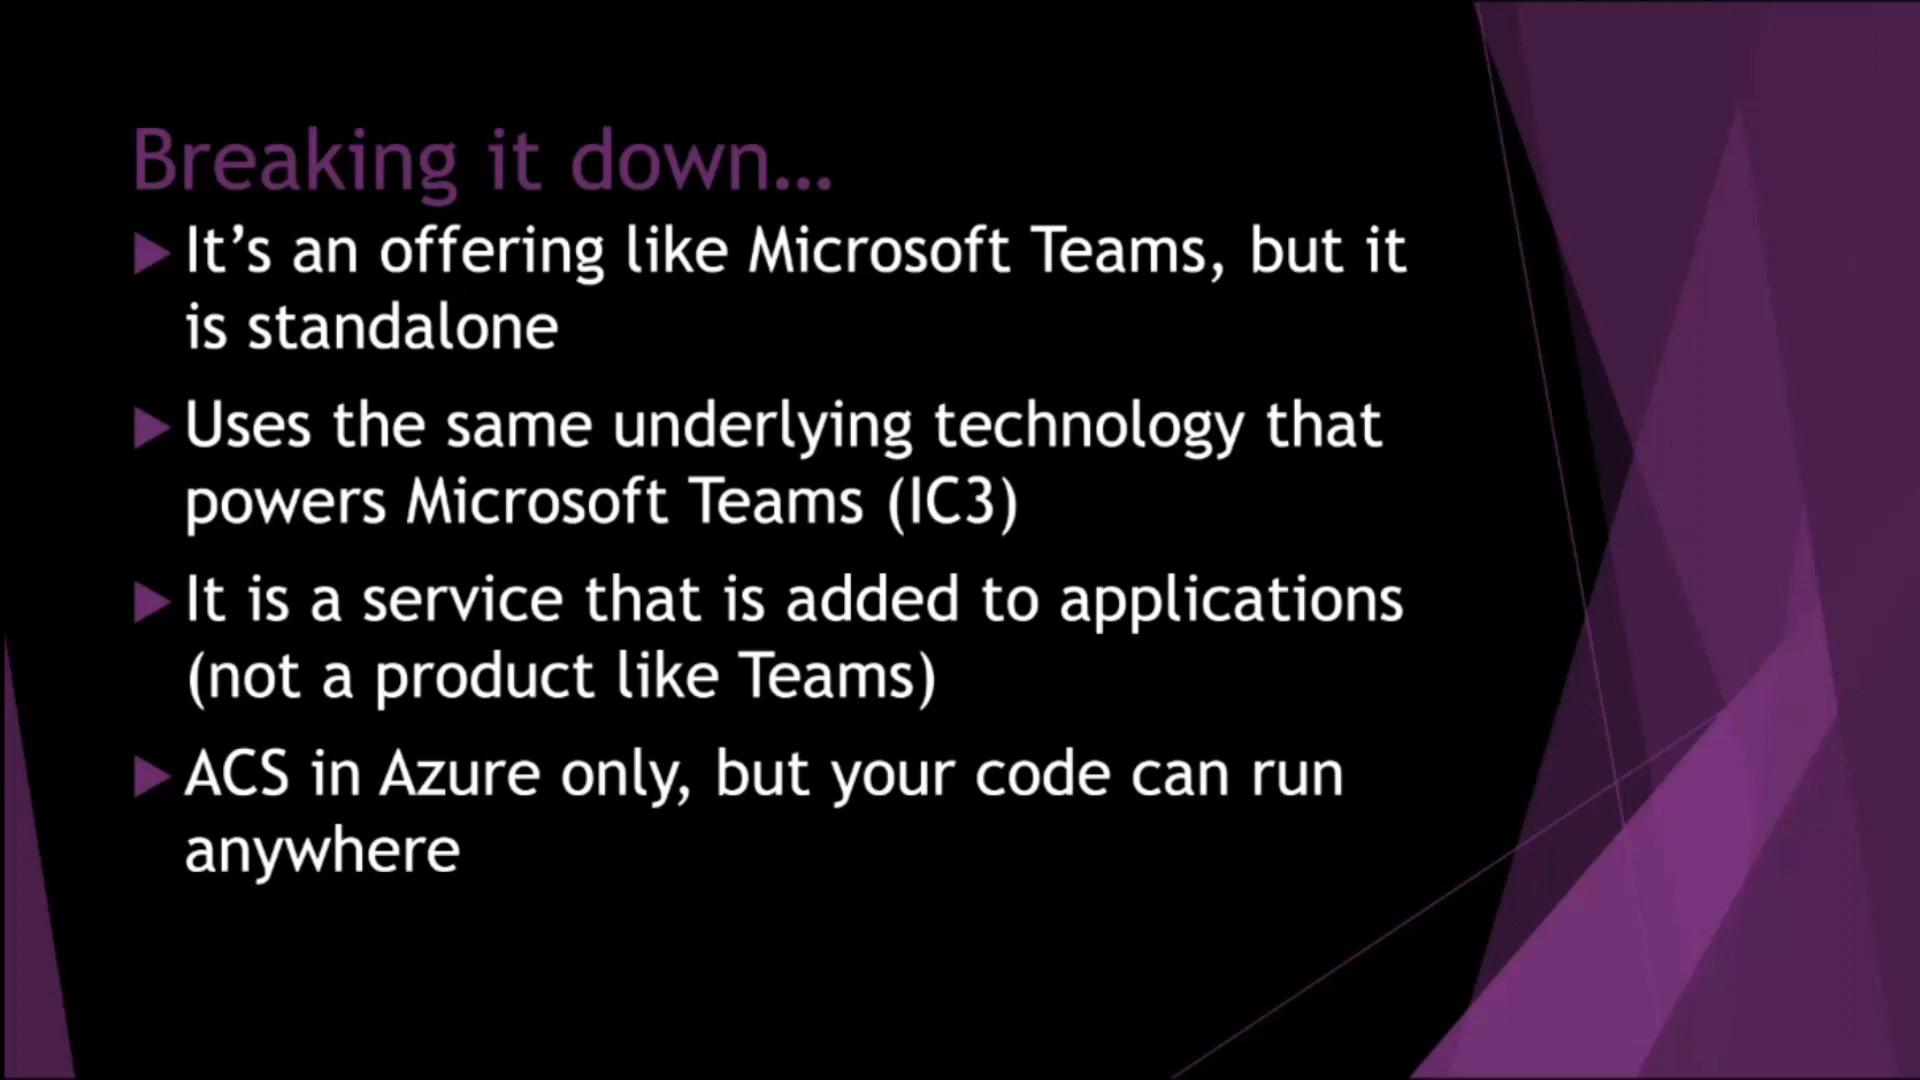 Breaking it down...
It’s an offering like Microsoft Teams, but it
is standalone
Uses the same underlying technology that
powers Microsoft Teams (IC3)
It is a service that is added to applications
(not a product like Teams)
ACS in Azure only, but your code can run
anywhere